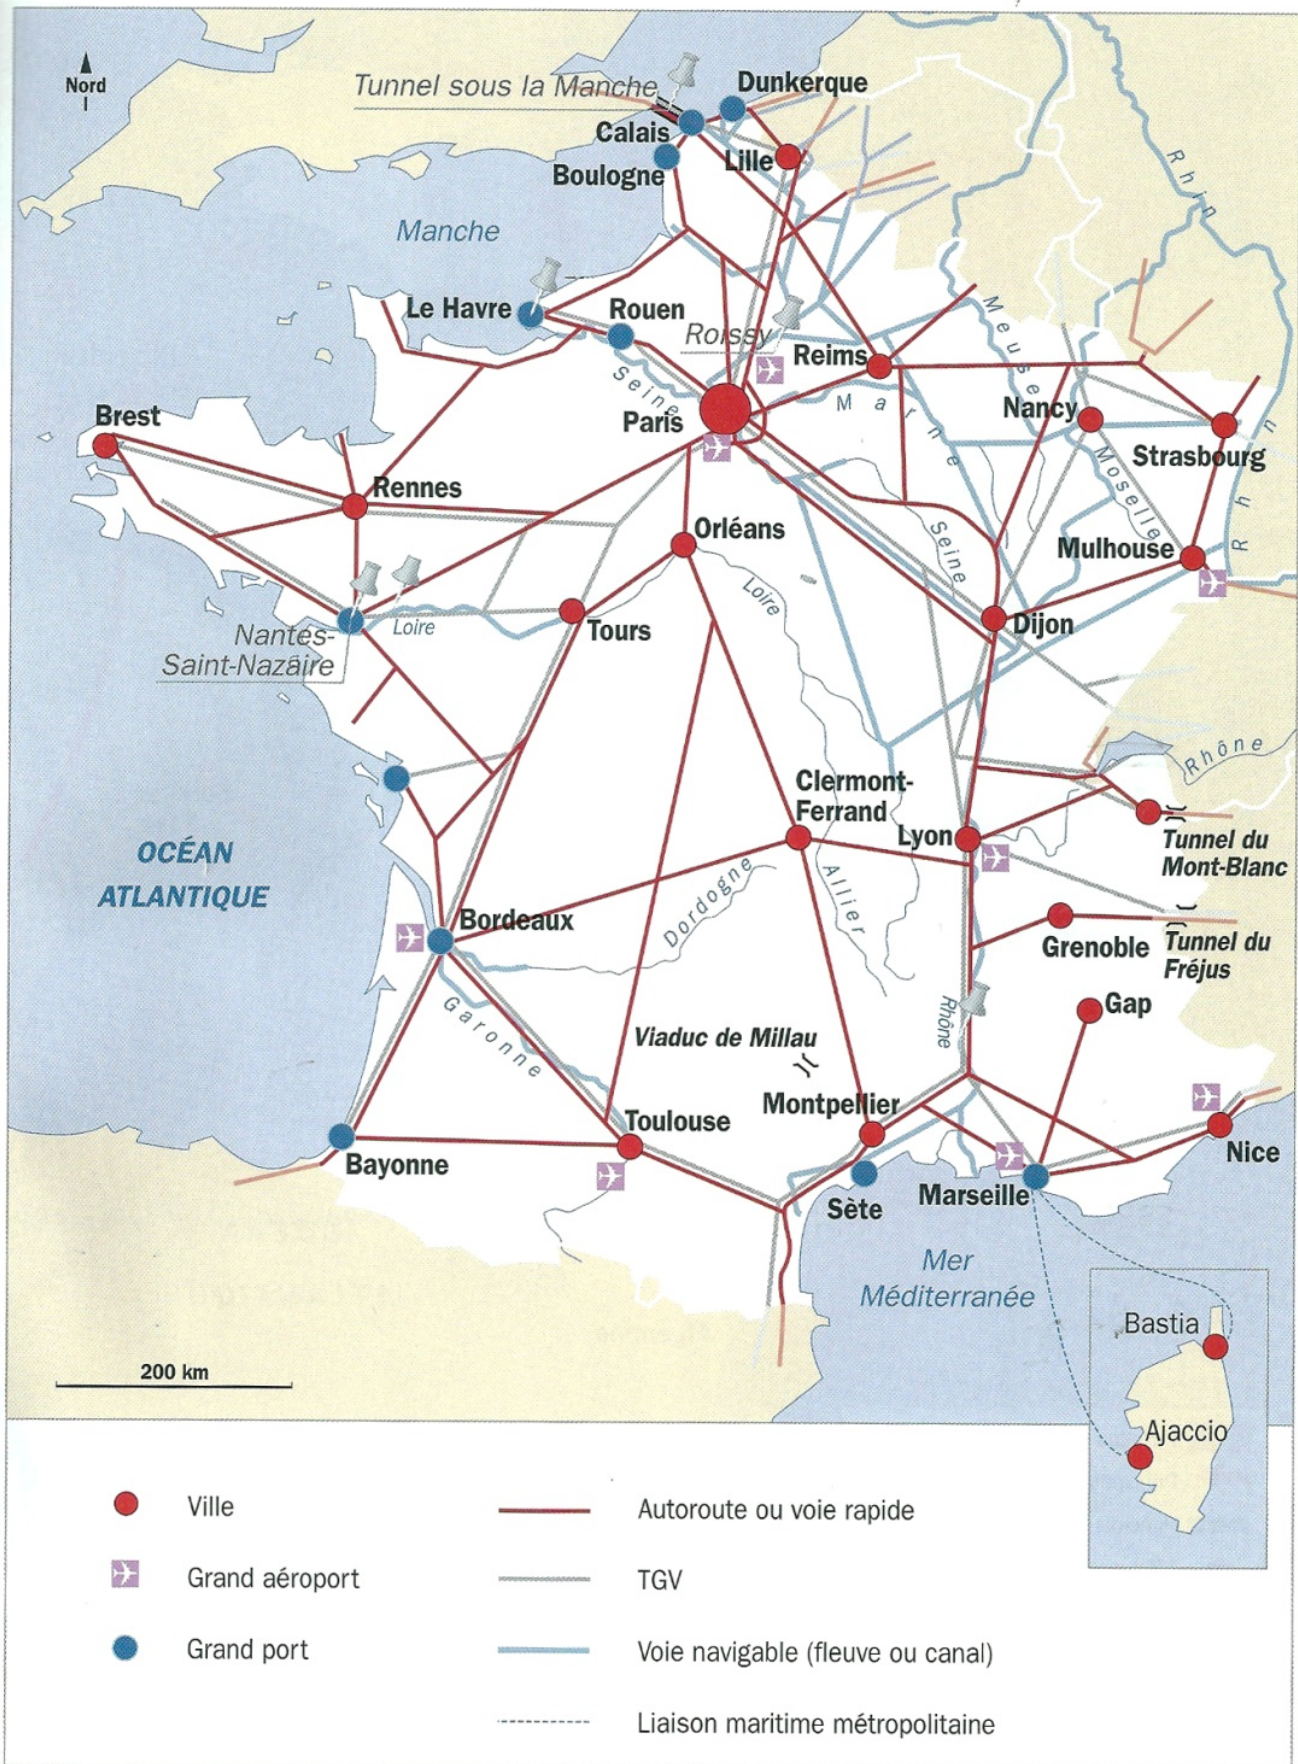 Nord
Tunnel sous la Manche
Dunkerque
Calais
Boulogne
Lille
Rhin
Manche
Le Havre
Rouen
Roissy
Reims
Meuse
Seine
Marne
Paris
Nancy
Strasbourg
Brest
Rennes
Moselle
Rhin
Orléans
Seine
Mulhouse
Loire
Loire
Tours
Dijon
Nantes-
Saint-Nazaire
Rhône
Clermont-
Ferrand
Lyon
Tunnel du
Mont-Blanc
OCÉAN
ATLANTIQUE
Dordogne
Allier
Bordeaux
Grenoble
Tunnel du
Fréjus
Garonne
Rhône
Gap
Viaduc de Millau
Montpellier
Toulouse
Nice
Bayonne
Sète
Marseille
Mer
Méditerranée
Bastia
Ajaccio
200 km
Ville
Autoroute ou voie rapide
Grand aéroport
TGV
Grand port
Voie navigable (fleuve ou canal)
Liaison maritime métropolitaine